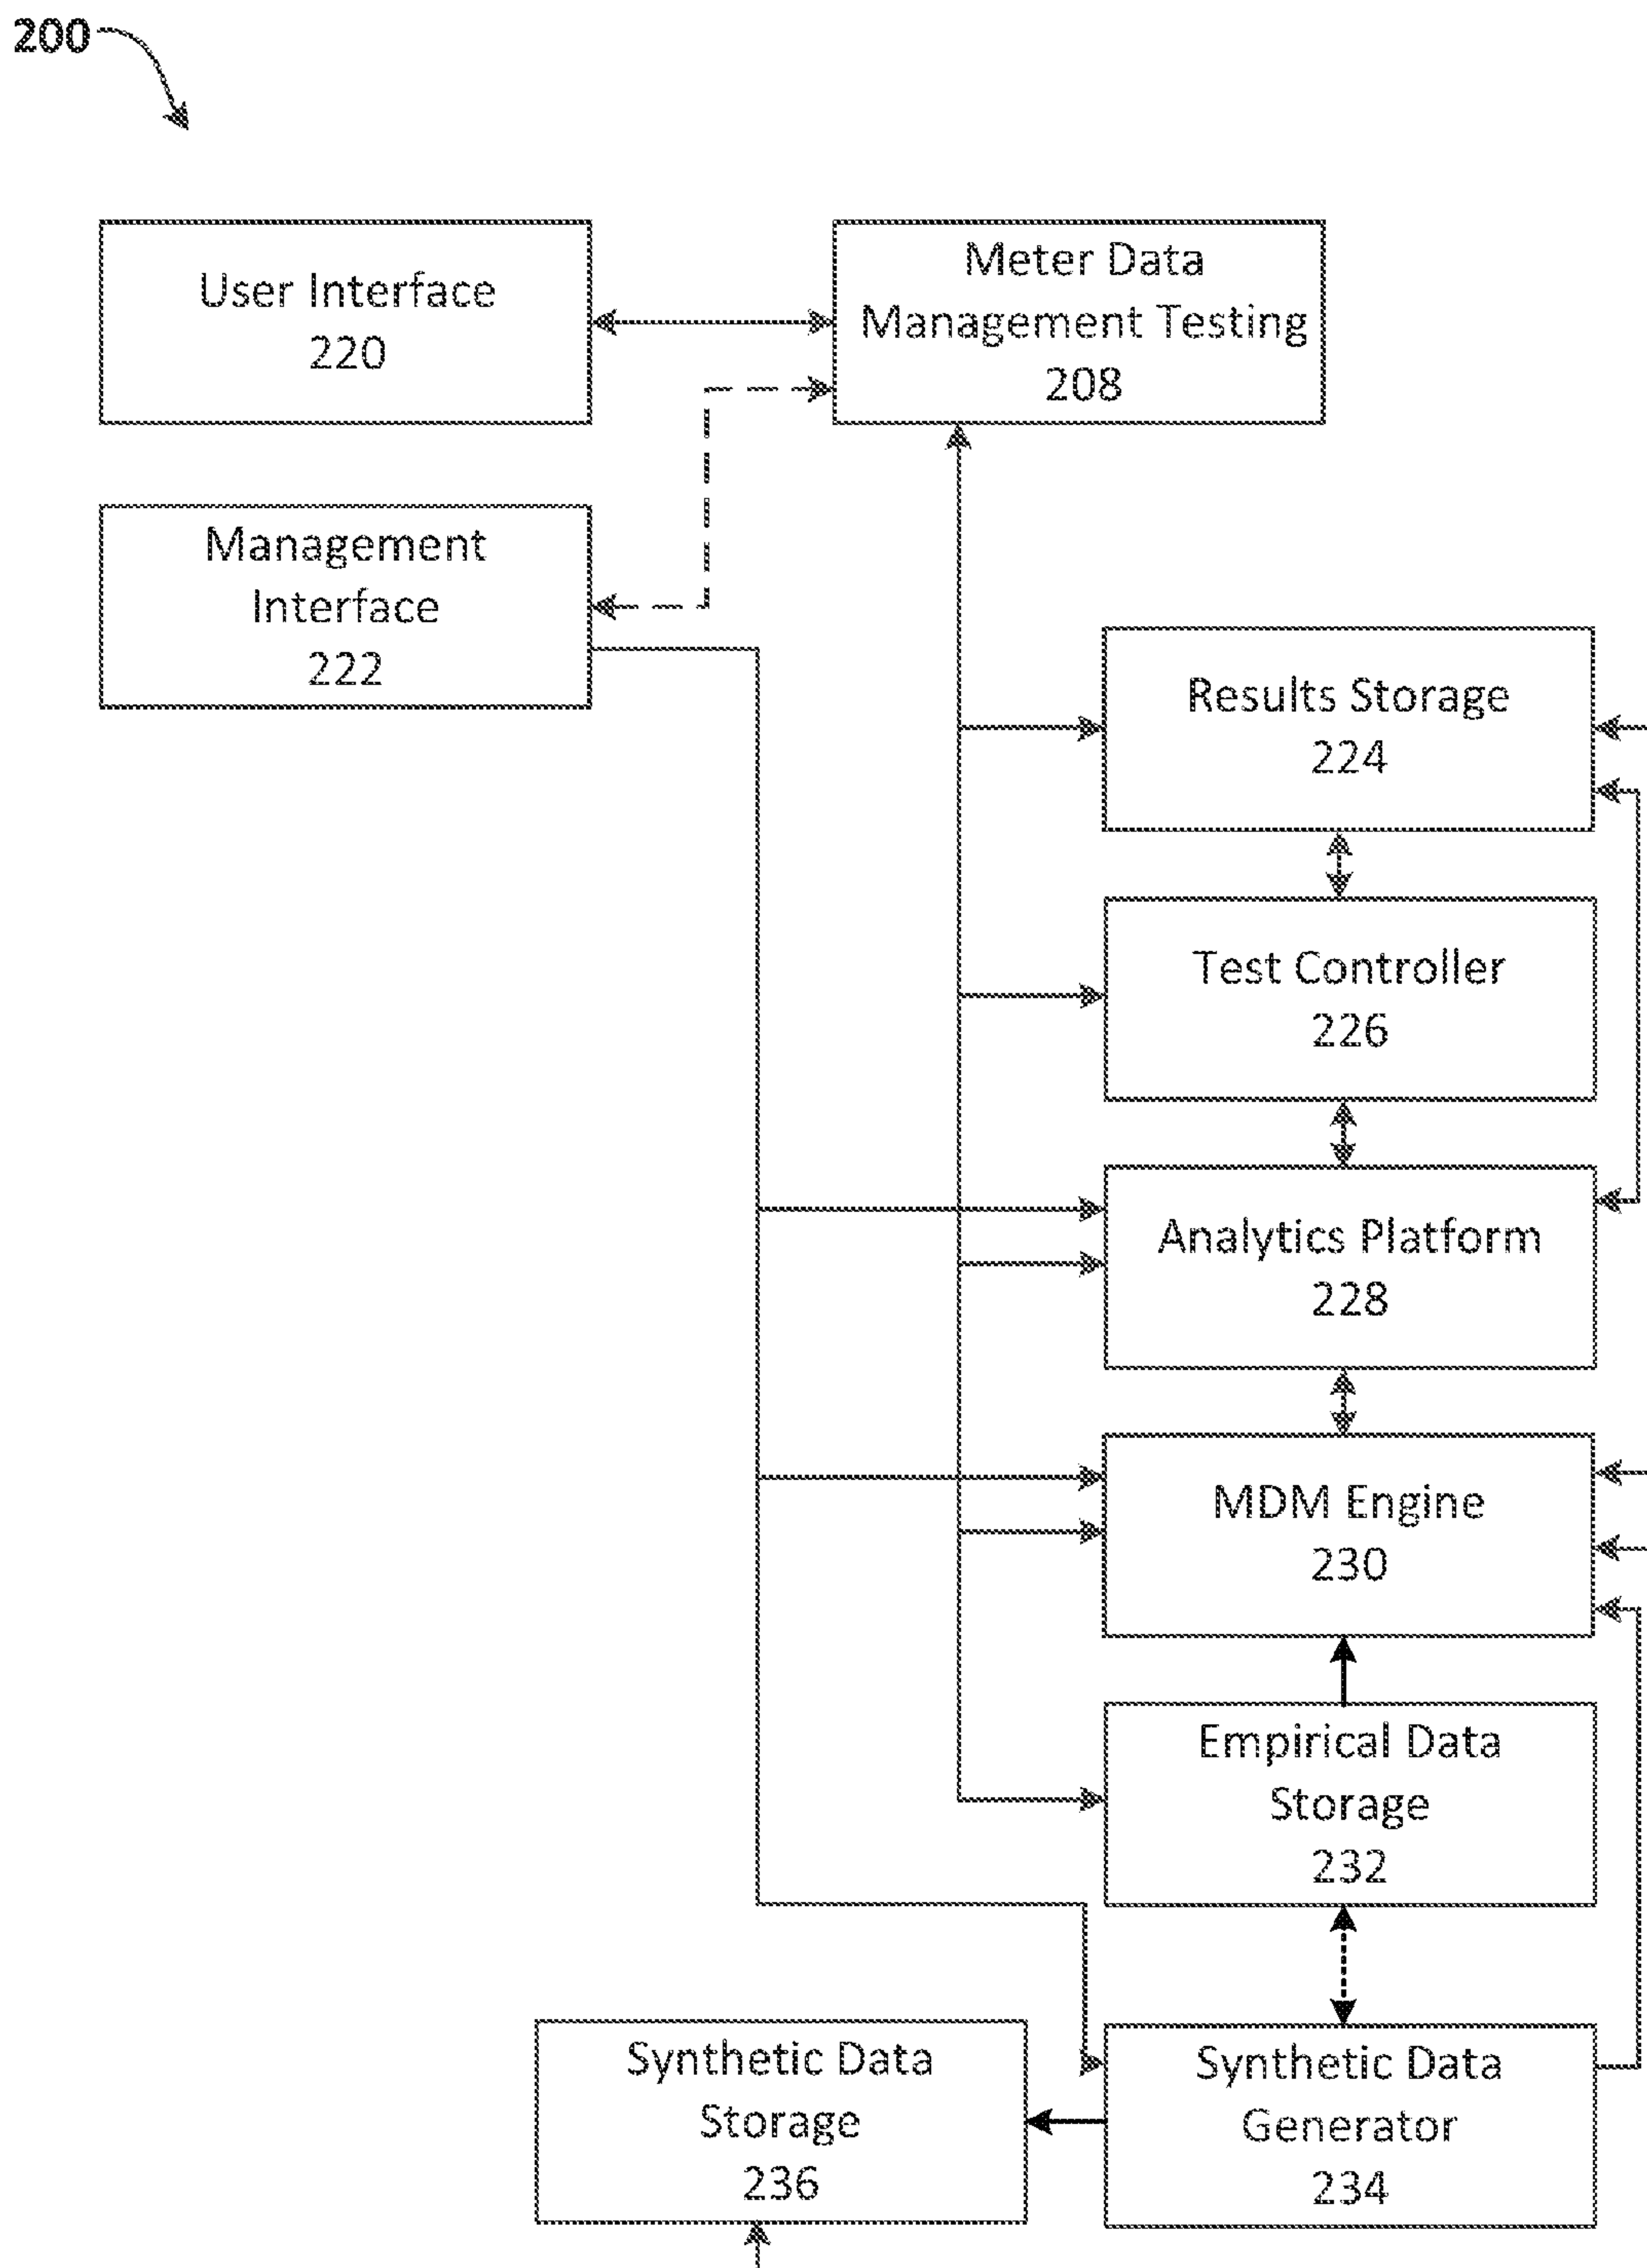 200
User Interface
220
Meter Data
Management Testing
208
Management
Interface
222
Results Storage
224
Test Controller
226
Analytics Platform
228
MDM Engine
230
Empirical Data
Storage
232
Synthetic Data
Storage
236
Synthetic Data
Generator
234